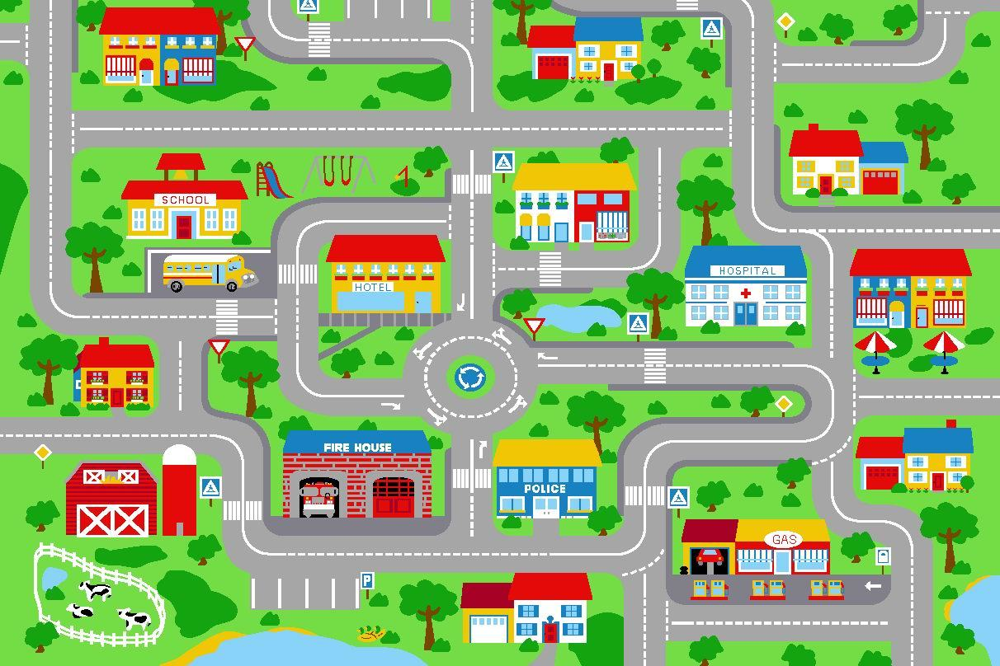 SCHOOL
HOTEL
HOSPITAL
FIRE HOUSE
POLICE
GAS
P